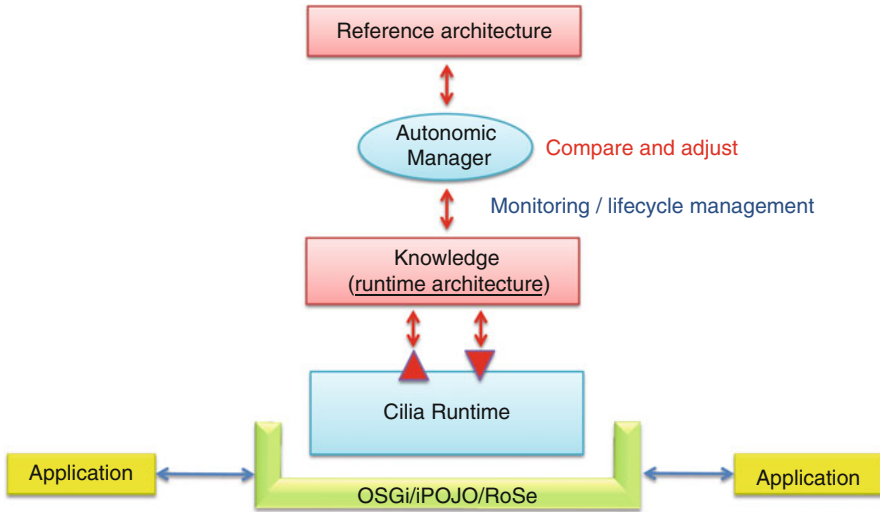 Reference architecture
Autonomic
Manager
Compare and adjust
Monitoring / lifecycle management
Knowledge
(runtime architecture)
Cilia Runtime
Application
Application
OSGi/iPOJO/RoSe